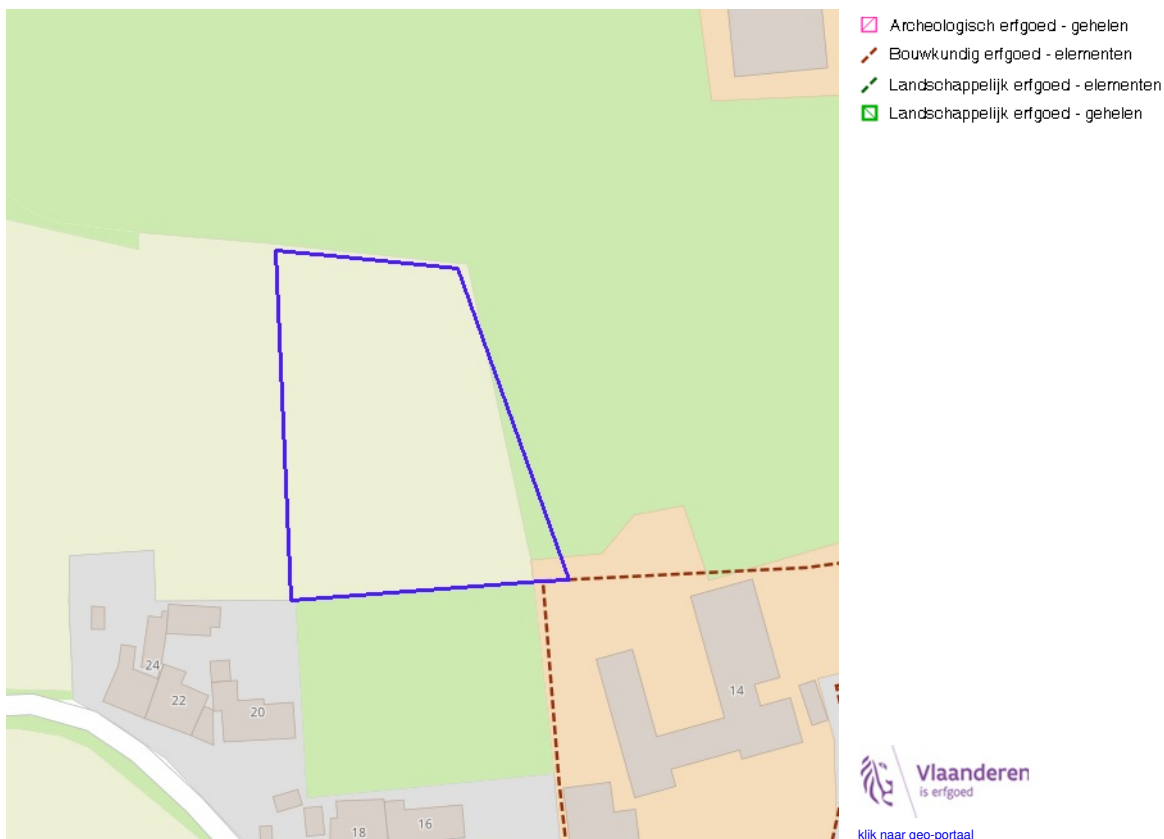 Archeologisch erfgoed - gehelen
Bouwkundig erfgoed - elementen
Landschappelijk erfgoed - elementen
Landschappelijk erfgoed - gehelen
24
22
20
14
18
16
Vlaanderen
is erfgoed
klik naar geo-portaal